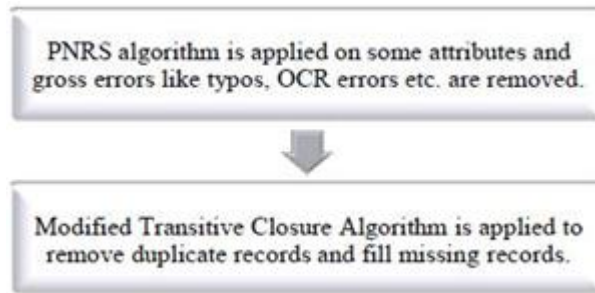 PNRS algorithm is applied on some attributes and
gross errors like typos, OCR errors etc. are removed.
Modified Transitive Closure Algorithm is applied to
remove duplicate records and fill missing records.